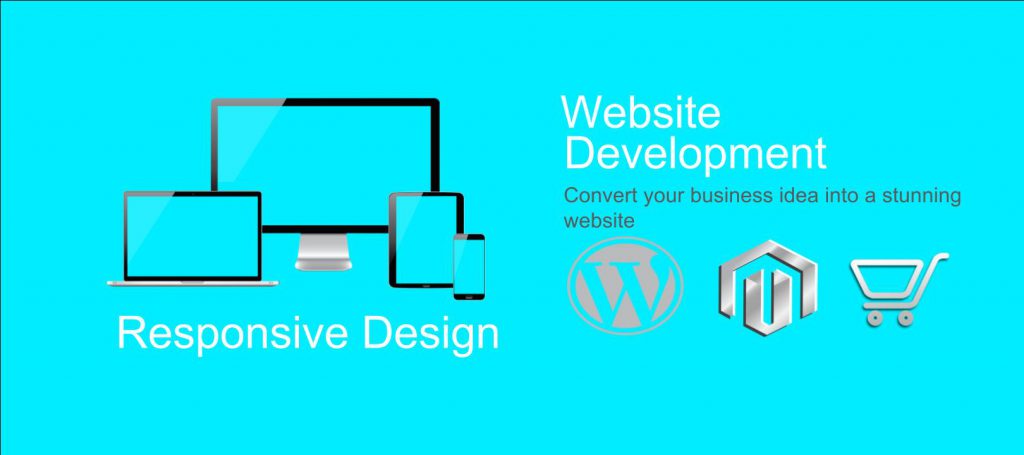 Website
Development
Convert your business idea into a stunning
website
Responsive Design